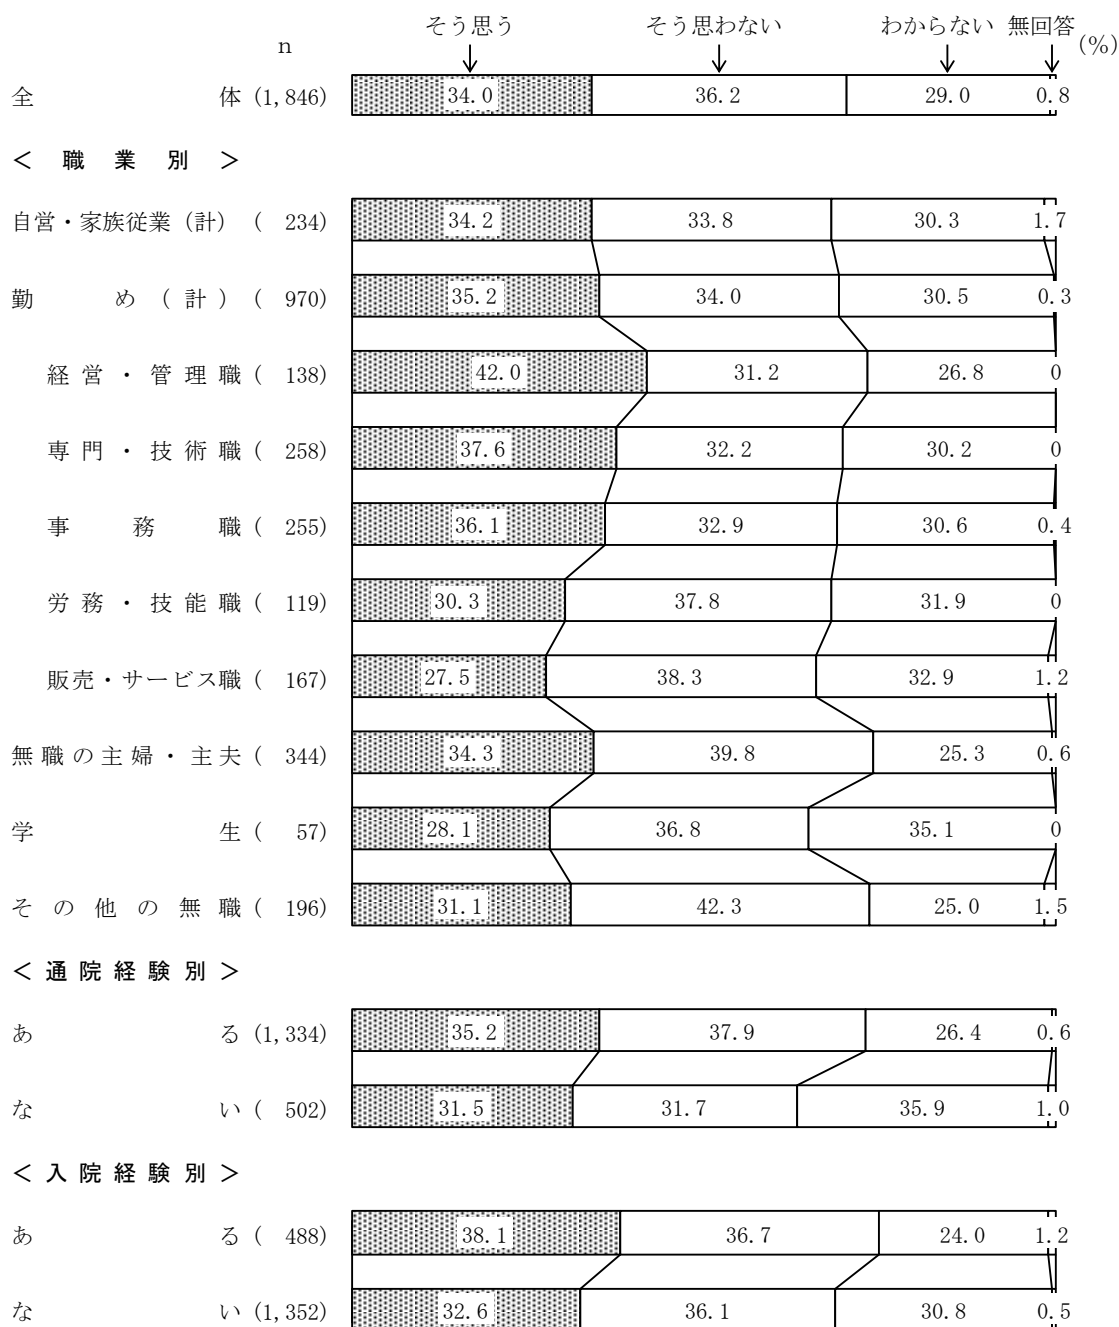 そう思う そう思わない わからない 無回答
n (%)
全体 (1,846) 34.0 36.2 29.0 0.8
＜職業別＞
自営・家族従業（計） ( 234) 34.2 33.8 30.3 1.7
勤め（計） ( 970) 35.2 34.0 30.5 0.3
経営・管理職 ( 138) 42.0 31.2 26.8 0
専門・技術職 ( 258) 37.6 32.2 30.2 0
事務職 ( 255) 36.1 32.9 30.6 0.4
労務・技能職 ( 119) 30.3 37.8 31.9 0
販売・サービス職 ( 167) 27.5 38.3 32.9 1.2
無職の主婦・主夫 ( 344) 34.3 39.8 25.3 0.6
学生 ( 57) 28.1 36.8 35.1 0
その他の無職 ( 196) 31.1 42.3 25.0 1.5
＜通院経験別＞
ある (1,334) 35.2 37.9 26.4 0.6
ない ( 502) 31.5 31.7 35.9 1.0
＜入院経験別＞
ある ( 488) 38.1 36.7 24.0 1.2
ない (1,352) 32.6 36.1 30.8 0.5